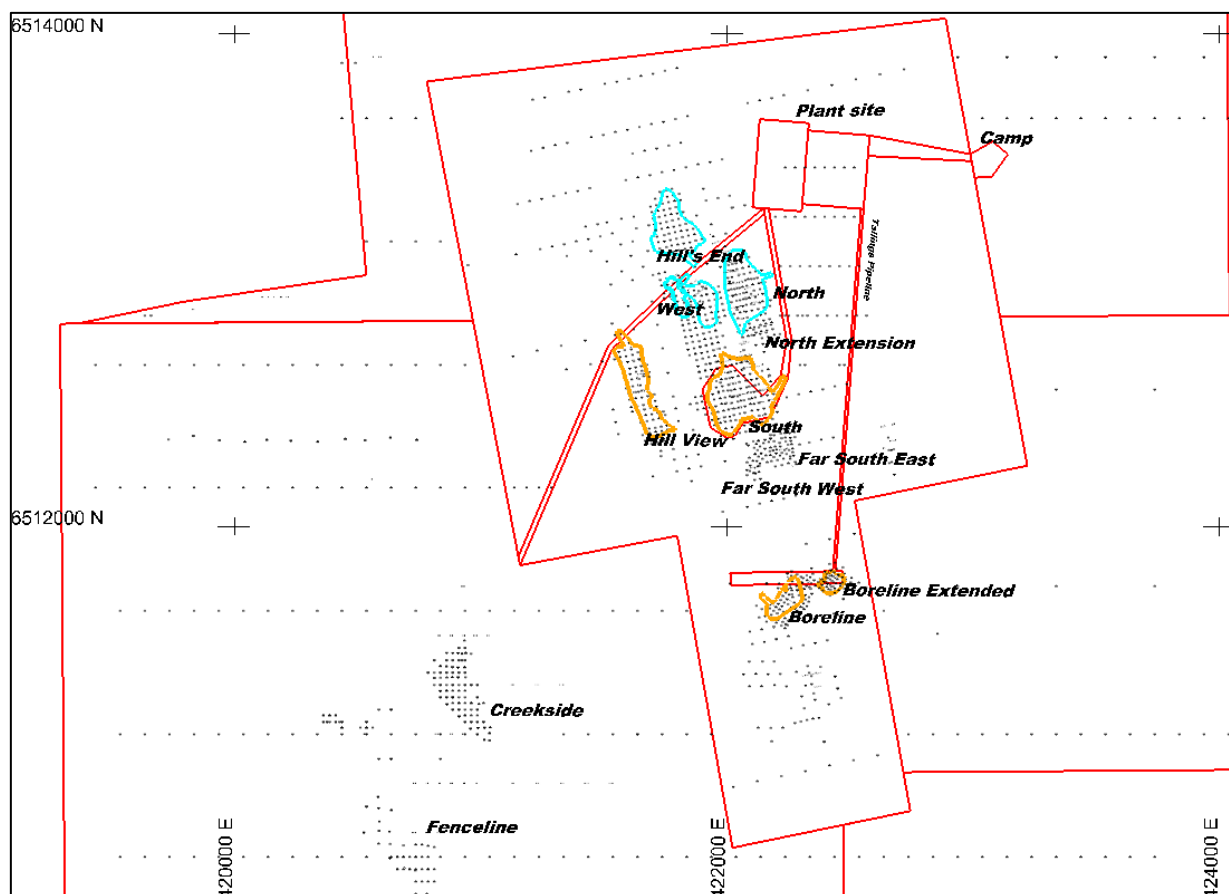 6514000 N
Plant site
Camp
Tailings Pipeline
Hill's End
North
West
North Extension
South
Hill View
Far South East
Far South West
6512000 N
Boreline Extended
Boreline
Creekside
Fenceline
420000 E
422000 E
424000 E